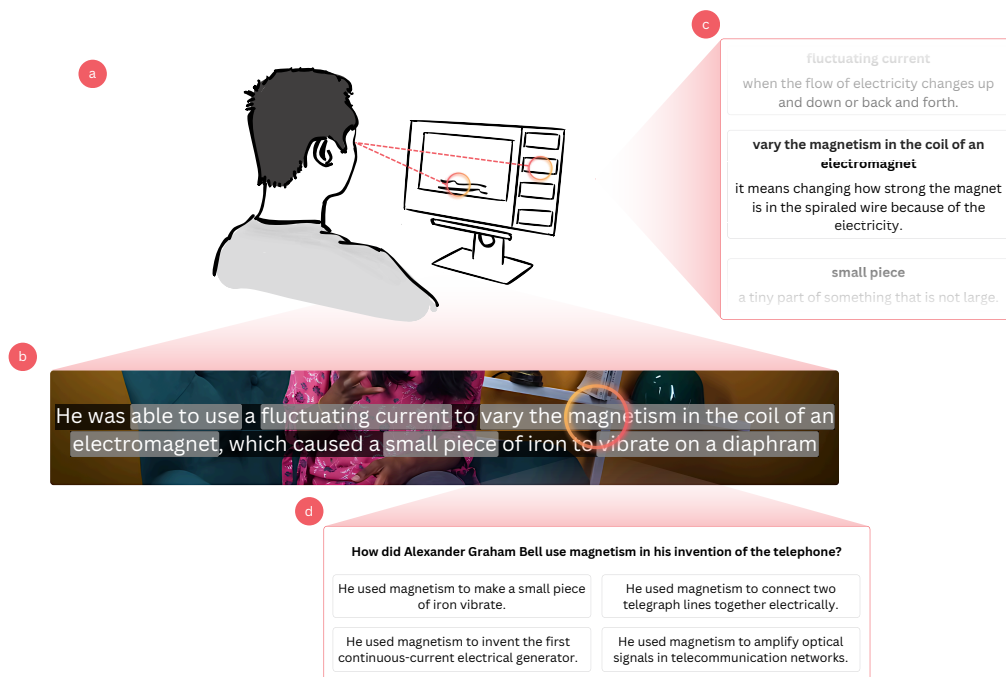 a
c
fluctuating current
when the flow of electricity changes up
and down or back and forth.
vary the magnetism in the coil of an
electromagnet
it means changing how strong the magnet
is in the spiraled wire because of the
electricity.
small piece
a tiny part of something that is not large.
b
He was able to use a fluctuating current to vary the magnetism in the coil of an
electromagnet, which caused a small piece of iron to vibrate on a diaphram
d
How did Alexander Graham Bell use magnetism in his invention of the telephone?
He used magnetism to make a small piece
of iron vibrate.
He used magnetism to connect two
telegraph lines together electrically.
He used magnetism to invent the first
continuous-current electrical generator.
He used magnetism to amplify optical
signals in telecommunication networks.